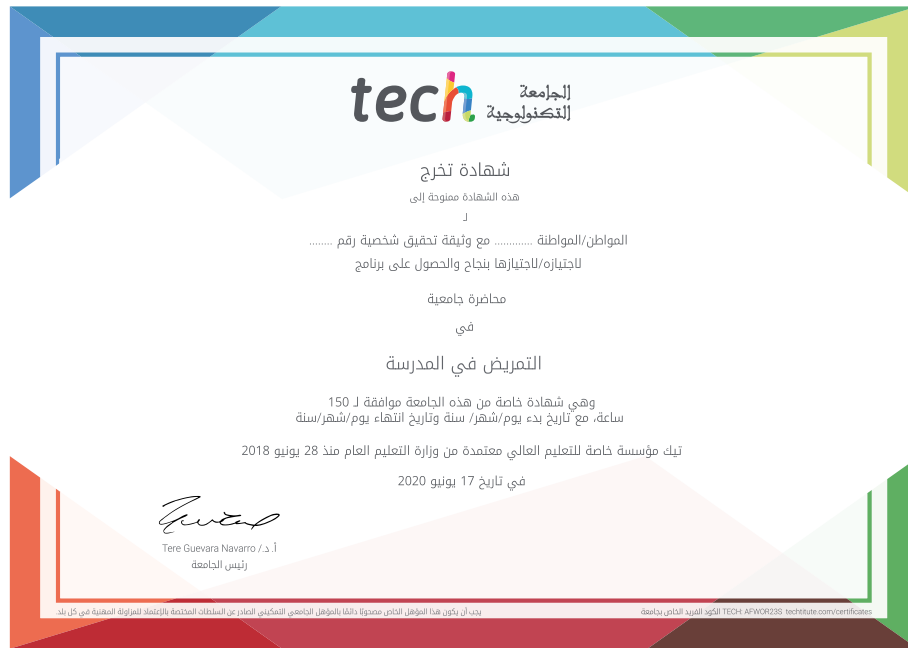 tech الجامعة
التكنولوجية
شهادة تخرج
هذه الشهادة ممنوحة إلى
لـ
المواطن/المواطنة ............. مع وثيقة تحقيق شخصية رقم ........
لاجتيازه/لاجتيازها بنجاح والحصول على برنامج
محاضرة جامعية
في
التمريض في المدرسة
وهي شهادة خاصة من هذه الجامعة موافقة لـ 150
ساعة، مع تاريخ بدء يوم/شهر/ سنة وتاريخ انتهاء يوم/شهر/سنة
تيك مؤسسة خاصة للتعليم العالي معتمدة من وزارة التعليم العام منذ 28 يونيو 2018
في تاريخ 17 يونيو 2020
أ.د./ Tere Guevara Navarro
رئيس الجامعة
يجب أن يكون هذا المؤهل الخاص مصحوبًا دائمًا بالمؤهل الجامعي التمكيني الصادر عن السلطات المختصة بالإعتماد للمزاولة المهنية في كل بلد.
الكود الفريد الخاص بجامعة TECH: AFWOR23S techtitute.com/certificates